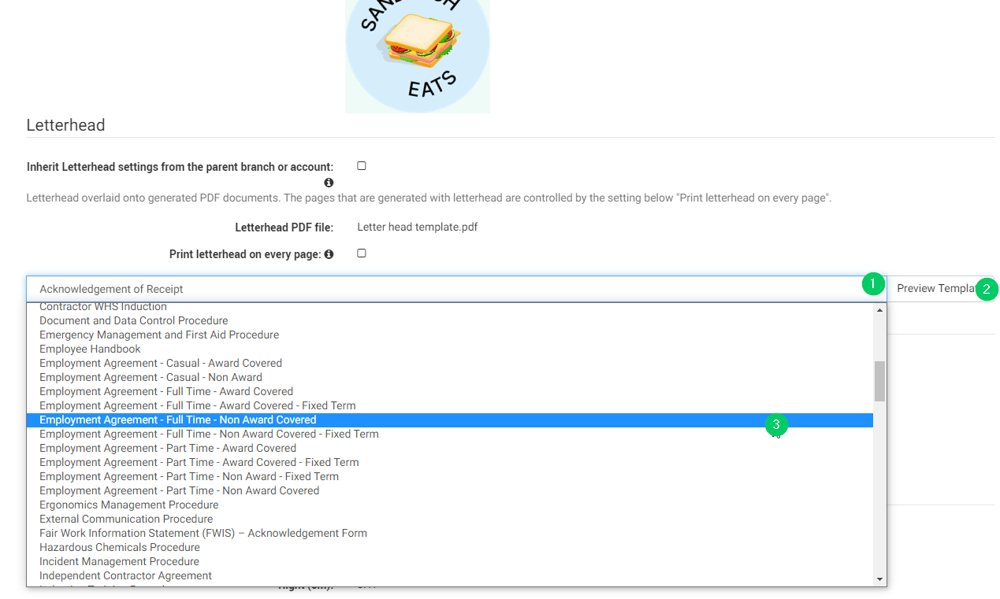 EATS
Letterhead
Inherit Letterhead settings from the parent branch or account:
Letterhead overlaid onto generated PDF documents. The pages that are generated with letterhead are controlled by the setting below "Print letterhead on every page".
Letterhead PDF file: Letter head template.pdf
Print letterhead on every page:
Acknowledgement of Receipt 1 Preview 2
Contractor WHS Induction
Document and Data Control Procedure
Emergency Management and First Aid Procedure
Employee Handbook
Employment Agreement - Casual - Award Covered
Employment Agreement - Casual - Non Award
Employment Agreement - Full Time - Award Covered
Employment Agreement - Full Time - Award Covered - Fixed Term
Employment Agreement - Full Time - Non Award Covered 3
Employment Agreement - Full Time - Non Award Covered - Fixed Term
Employment Agreement - Part Time - Award Covered
Employment Agreement - Part Time - Award Covered - Fixed Term
Employment Agreement - Part Time - Non Award - Fixed Term
Employment Agreement - Part Time - Non Award Covered
Ergonomics Management Procedure
External Communication Procedure
Fair Work Information Statement (FWIS) – Acknowledgement Form
Hazardous Chemicals Procedure
Incident Management Procedure
Independent Contractor Agreement